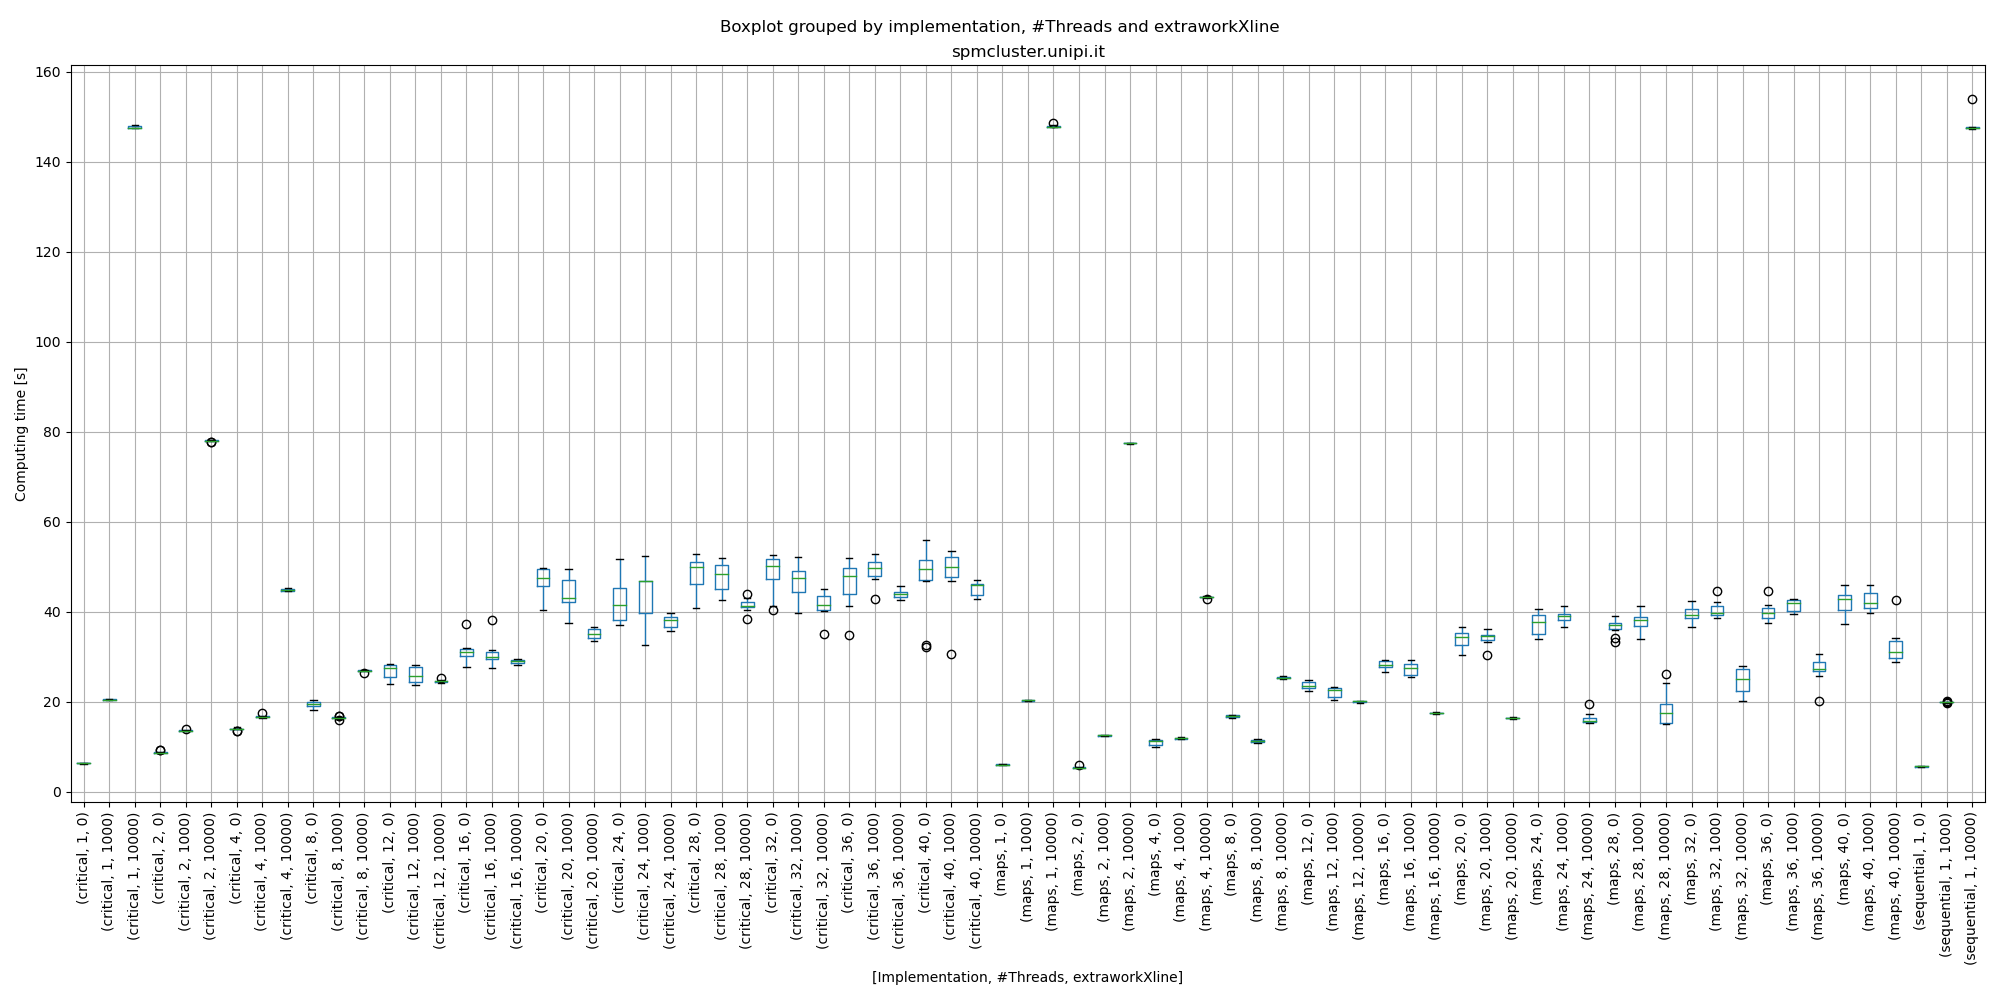 Boxplot grouped by implementation, #Threads and extraworkXline
spmcluster.unipi.it
160
140
120
100
80
60
40
20
0
Computing time [s]
(critical, 1, 0)
(critical, 1, 1000)
(critical, 1, 10000)
(critical, 2, 0)
(critical, 2, 1000)
(critical, 2, 10000)
(critical, 4, 0)
(critical, 4, 1000)
(critical, 4, 10000)
(critical, 8, 0)
(critical, 8, 1000)
(critical, 8, 10000)
(critical, 12, 0)
(critical, 12, 1000)
(critical, 12, 10000)
(critical, 16, 0)
(critical, 16, 1000)
(critical, 16, 10000)
(critical, 20, 0)
(critical, 20, 1000)
(critical, 20, 10000)
(critical, 24, 0)
(critical, 24, 1000)
(critical, 24, 10000)
(critical, 28, 0)
(critical, 28, 1000)
(critical, 28, 10000)
(critical, 32, 0)
(critical, 32, 1000)
(critical, 32, 10000)
(critical, 36, 0)
(critical, 36, 1000)
(critical, 36, 10000)
(critical, 40, 0)
(critical, 40, 1000)
(critical, 40, 10000)
(maps, 1, 0)
(maps, 1, 1000)
(maps, 1, 10000)
(maps, 2, 0)
(maps, 2, 1000)
(maps, 2, 10000)
(maps, 4, 0)
(maps, 4, 1000)
(maps, 4, 10000)
(maps, 8, 0)
(maps, 8, 1000)
(maps, 8, 10000)
(maps, 12, 0)
(maps, 12, 1000)
(maps, 12, 10000)
(maps, 16, 0)
(maps, 16, 1000)
(maps, 16, 10000)
(maps, 20, 0)
(maps, 20, 1000)
(maps, 20, 10000)
(maps, 24, 0)
(maps, 24, 1000)
(maps, 24, 10000)
(maps, 28, 0)
(maps, 28, 1000)
(maps, 28, 10000)
(maps, 32, 0)
(maps, 32, 1000)
(maps, 32, 10000)
(maps, 36, 0)
(maps, 36, 1000)
(maps, 36, 10000)
(maps, 40, 0)
(maps, 40, 1000)
(maps, 40, 10000)
(sequential, 1, 0)
(sequential, 1, 1000)
(sequential, 1, 10000)
[Implementation, #Threads, extraworkXline]